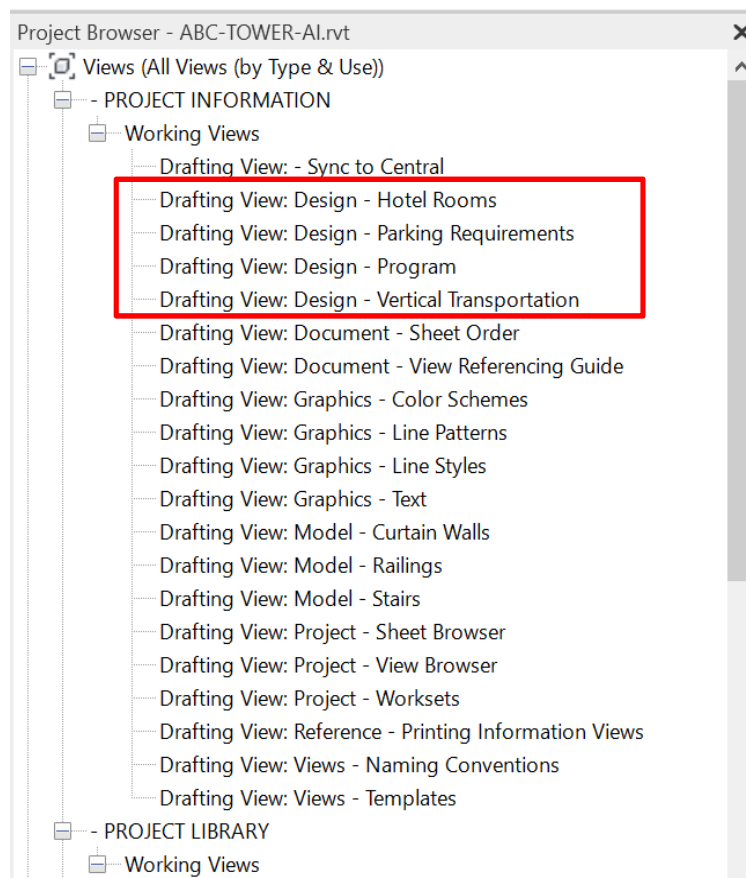 Project Browser - ABC-TOWER-AI.rvt
Views (All Views (by Type & Use))
- PROJECT INFORMATION
Working Views
Drafting View: - Sync to Central
Drafting View: Design - Hotel Rooms
Drafting View: Design - Parking Requirements
Drafting View: Design - Program
Drafting View: Design - Vertical Transportation
Drafting View: Document - Sheet Order
Drafting View: Document - View Referencing Guide
Drafting View: Graphics - Color Schemes
Drafting View: Graphics - Line Patterns
Drafting View: Graphics - Line Styles
Drafting View: Graphics - Text
Drafting View: Model - Curtain Walls
Drafting View: Model - Railings
Drafting View: Model - Stairs
Drafting View: Project - Sheet Browser
Drafting View: Project - View Browser
Drafting View: Project - Worksets
Drafting View: Reference - Printing Information Views
Drafting View: Views - Naming Conventions
Drafting View: Views - Templates
- PROJECT LIBRARY
Working Views